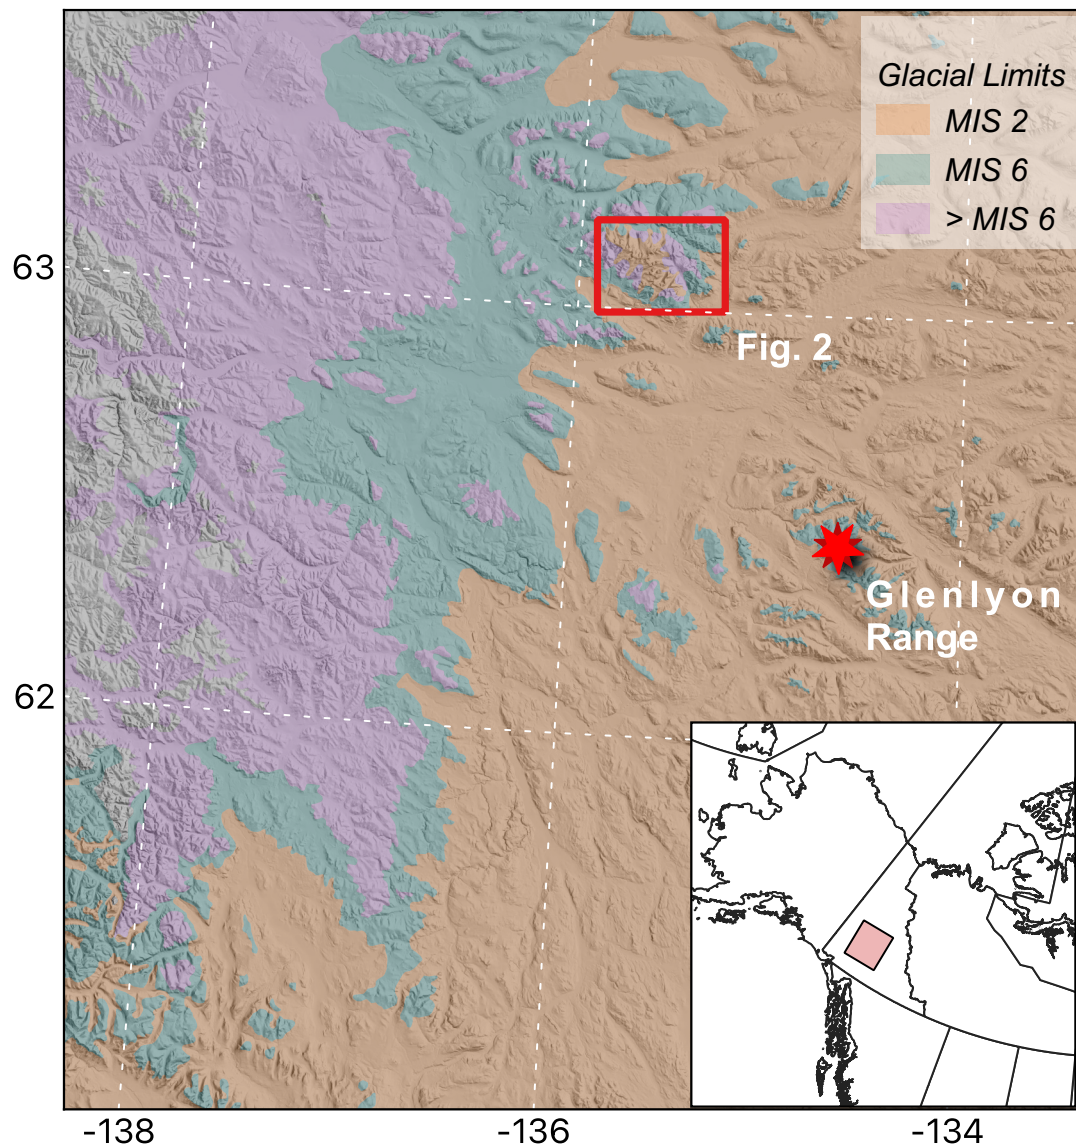 Glacial Limits
MIS 2
MIS 6
> MIS 6
63
Fig. 2
Glenlyon
Range
62
-138
-136
-134